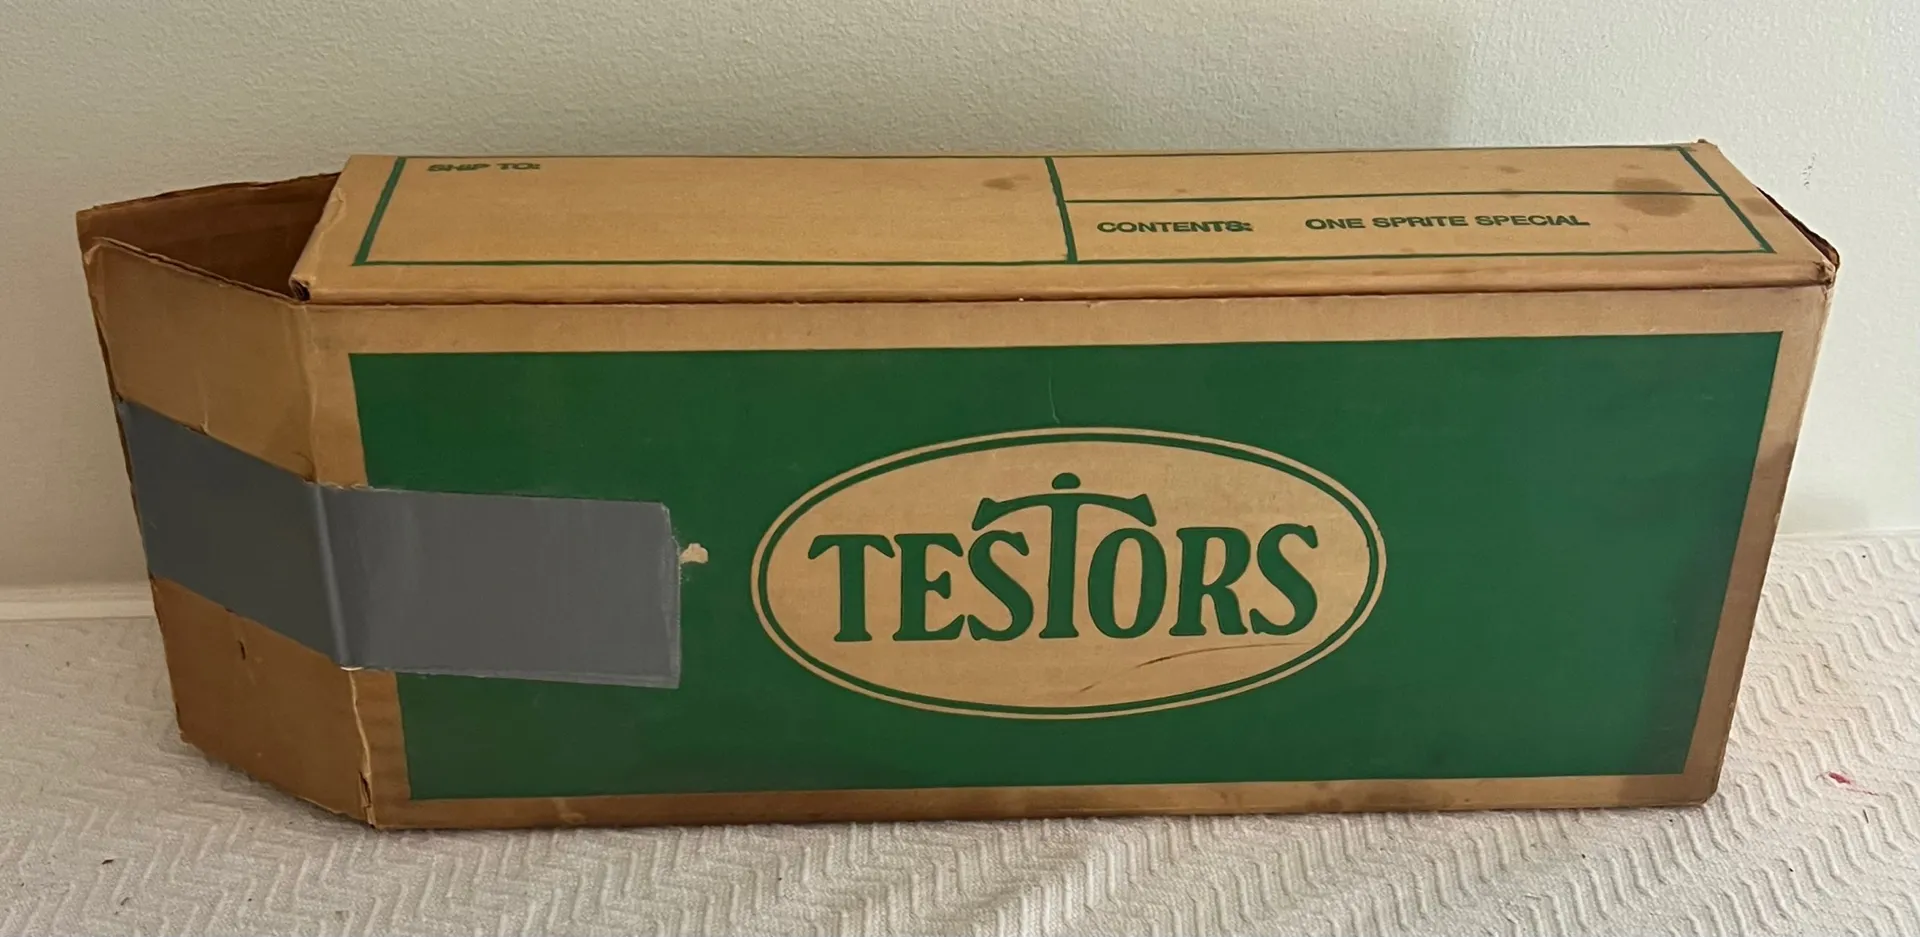 SHIP TO:
CONTENTS: ONE SPRITE SPECIAL
TESTORS